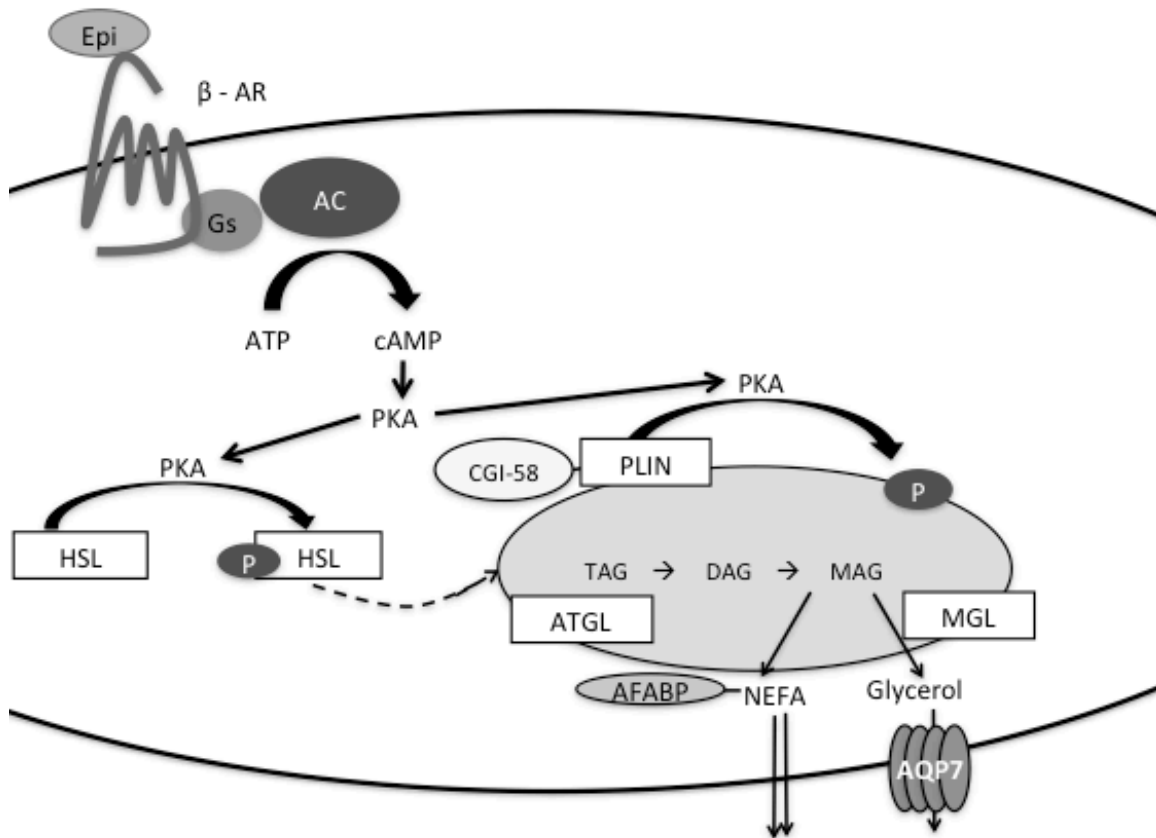 Epi
β - AR
Gs
AC
ATP
cAMP
PKA
PKA
PKA
CGI-58
PLIN
P
HSL
P
HSL
TAG → DAG → MAG
ATGL
MGL
AFABP
NEFA
Glycerol
AQP7